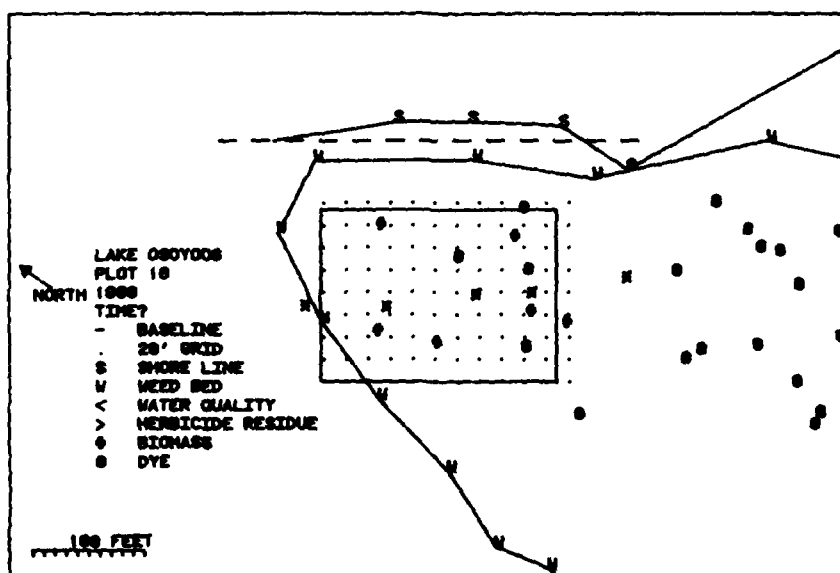 S S S
W W W W
W
LAKE OSOYOOS
PLOT 10
NORTH
TIME?
- BASELINE
. 20' GRID
S SHORE LINE
W WEED BED
< WATER QUALITY
> HERBICIDE RESIDUE
BIOMASS
DYE
W
W
W
W
W
100 FEET